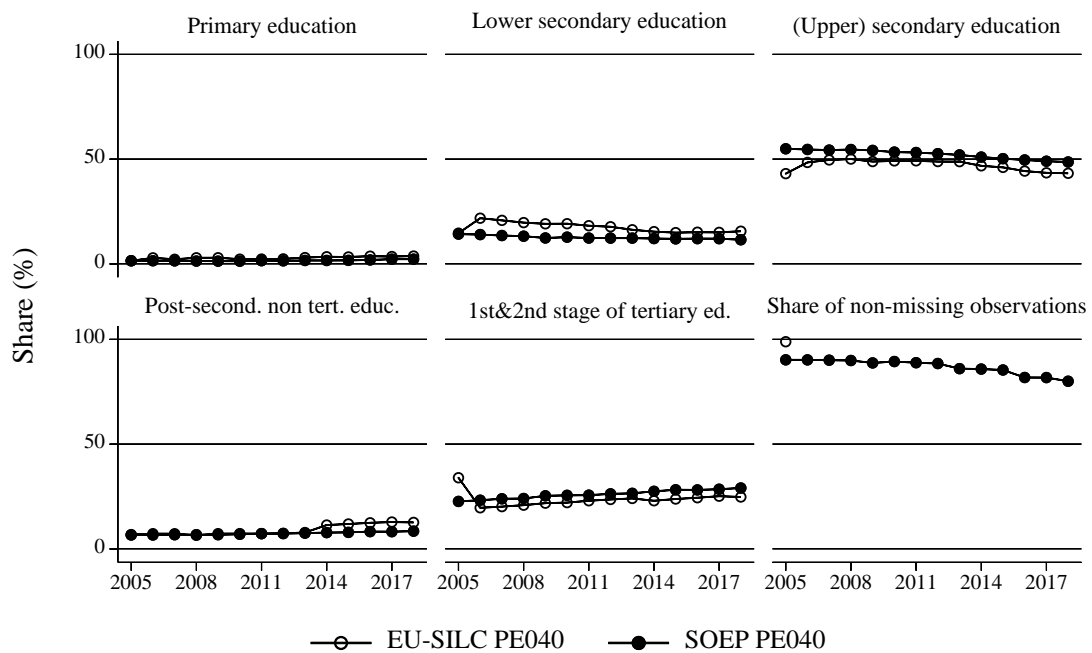 Primary education
Lower secondary education
(Upper) secondary education
100
50
0
Share (%)
Post-second. non tert. educ.
1st&2nd stage of tertiary ed.
Share of non-missing observations
100
50
0
2005 2008 2011 2014 2017
2005 2008 2011 2014 2017
2005 2008 2011 2014 2017
EU-SILC PE040
SOEP PE040